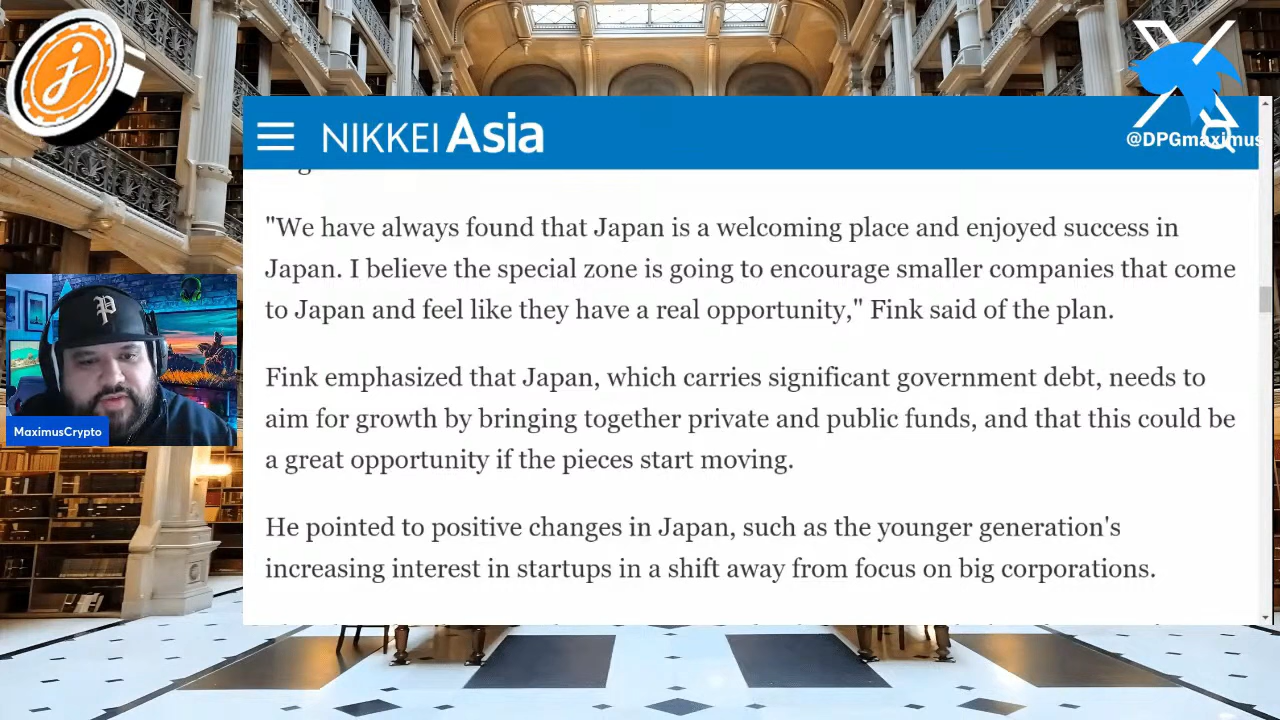 NIKKEI Asia
@DPGmaximus
"We have always found that Japan is a welcoming place and enjoyed success in
Japan. I believe the special zone is going to encourage smaller companies that come
to Japan and feel like they have a real opportunity," Fink said of the plan.
Fink emphasized that Japan, which carries significant government debt, needs to
aim for growth by bringing together private and public funds, and that this could be
a great opportunity if the pieces start moving.
He pointed to positive changes in Japan, such as the younger generation's
increasing interest in startups in a shift away from focus on big corporations.
P
MaximusCrypto
j
X